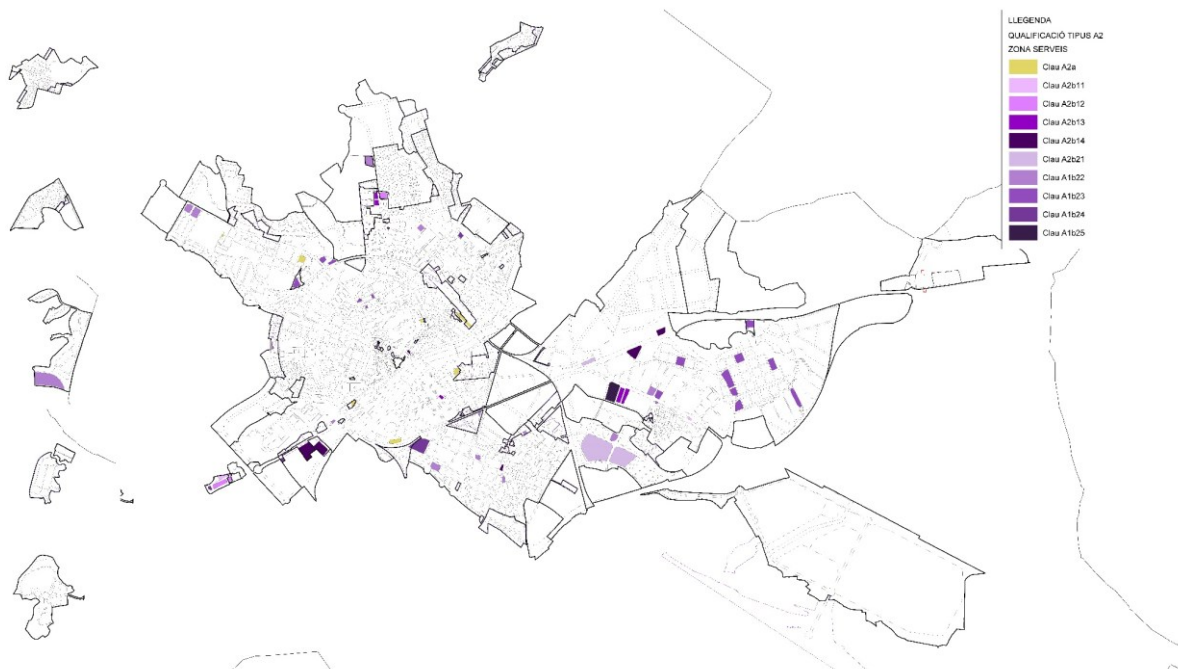 LLEGENDA
QUALIFICACIÓ TIPUS A2
ZONA SERVEIS
Clau A2a
Clau A2b11
Clau A2b12
Clau A2b13
Clau A2b14
Clau A2b21
Clau A1b22
Clau A1b23
Clau A1b24
Clau A1b25